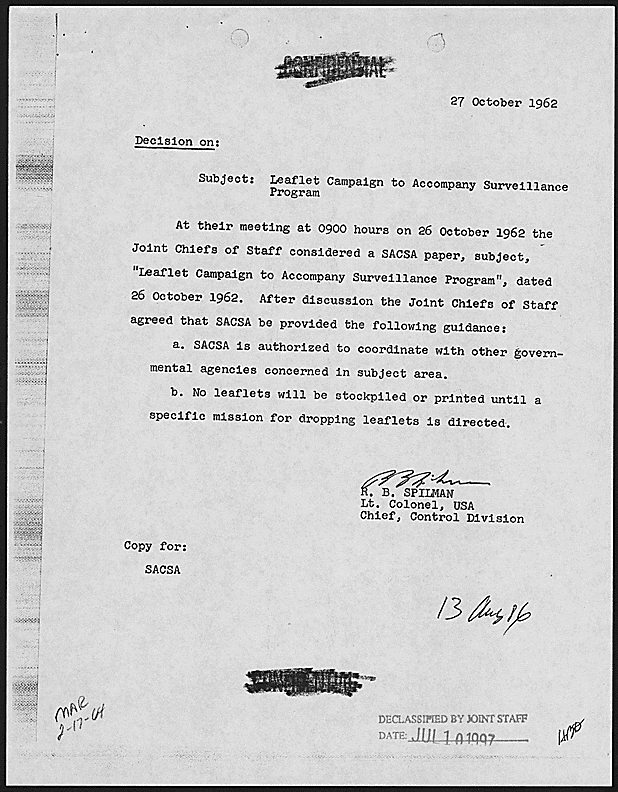 CONFIDENTIAL
27 October 1962
Decision on:
Subject: Leaflet Campaign to Accompany Surveillance
Program
At their meeting at 0900 hours on 26 October 1962 the
Joint Chiefs of Staff considered a SACSA paper, subject,
"Leaflet Campaign to Accompany Surveillance Program", dated
26 October 1962. After discussion the Joint Chiefs of Staff
agreed that SACSA be provided the following guidance:
a. SACSA is authorized to coordinate with other govern-
mental agencies concerned in subject area.
b. No leaflets will be stockpiled or printed until a
specific mission for dropping leaflets is directed.
R. B. SPILMAN
Lt. Colonel, USA
Chief, Control Division
Copy for:
SACSA
13 Aug 86
CONFIDENTIAL
MAR
2-17-64
DECLASSIFIED BY JOINT STAFF
DATE: JUL 10 1997